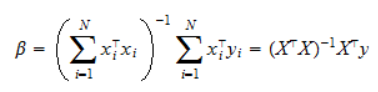 β = (∑_{i=1}^{N} x_i^⊤ x_i)^{-1} ∑_{i=1}^{N} x_i^⊤ y_i = (X^⊤X)^{-1}X^⊤y